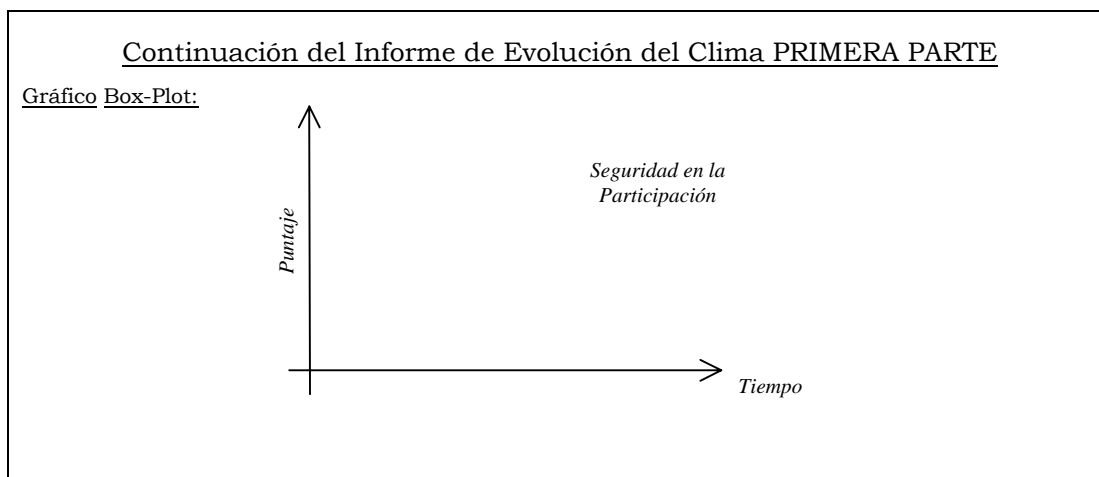 Continuación del Informe de Evolución del Clima PRIMERA PARTE
Gráfico Box-Plot:
Seguridad en la
Participación
Puntaje
Tiempo